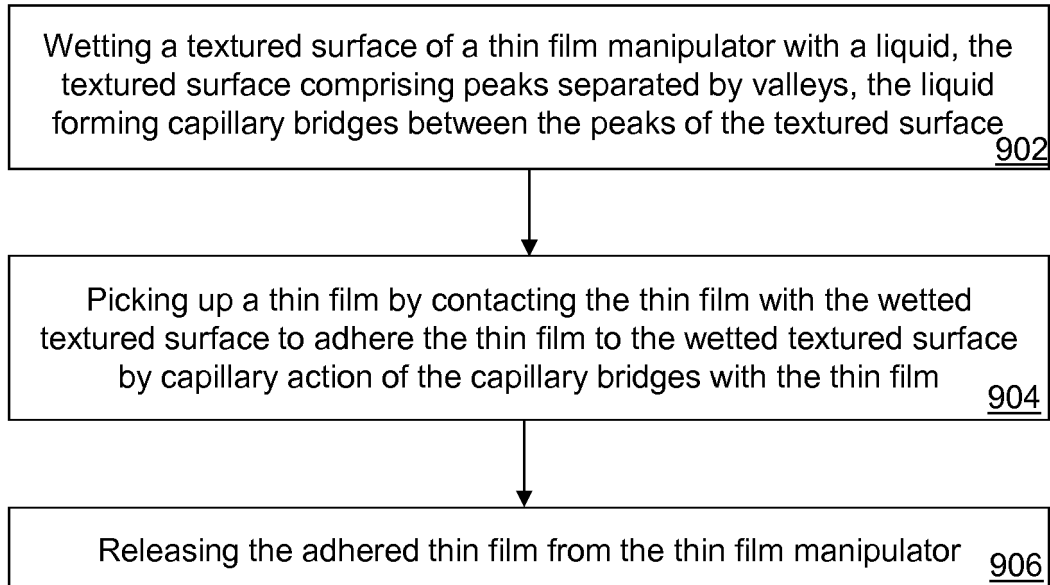 Wetting a textured surface of a thin film manipulator with a liquid, the
textured surface comprising peaks separated by valleys, the liquid
forming capillary bridges between the peaks of the textured surface
902
Picking up a thin film by contacting the thin film with the wetted
textured surface to adhere the thin film to the wetted textured surface
by capillary action of the capillary bridges with the thin film
904
Releasing the adhered thin film from the thin film manipulator
906